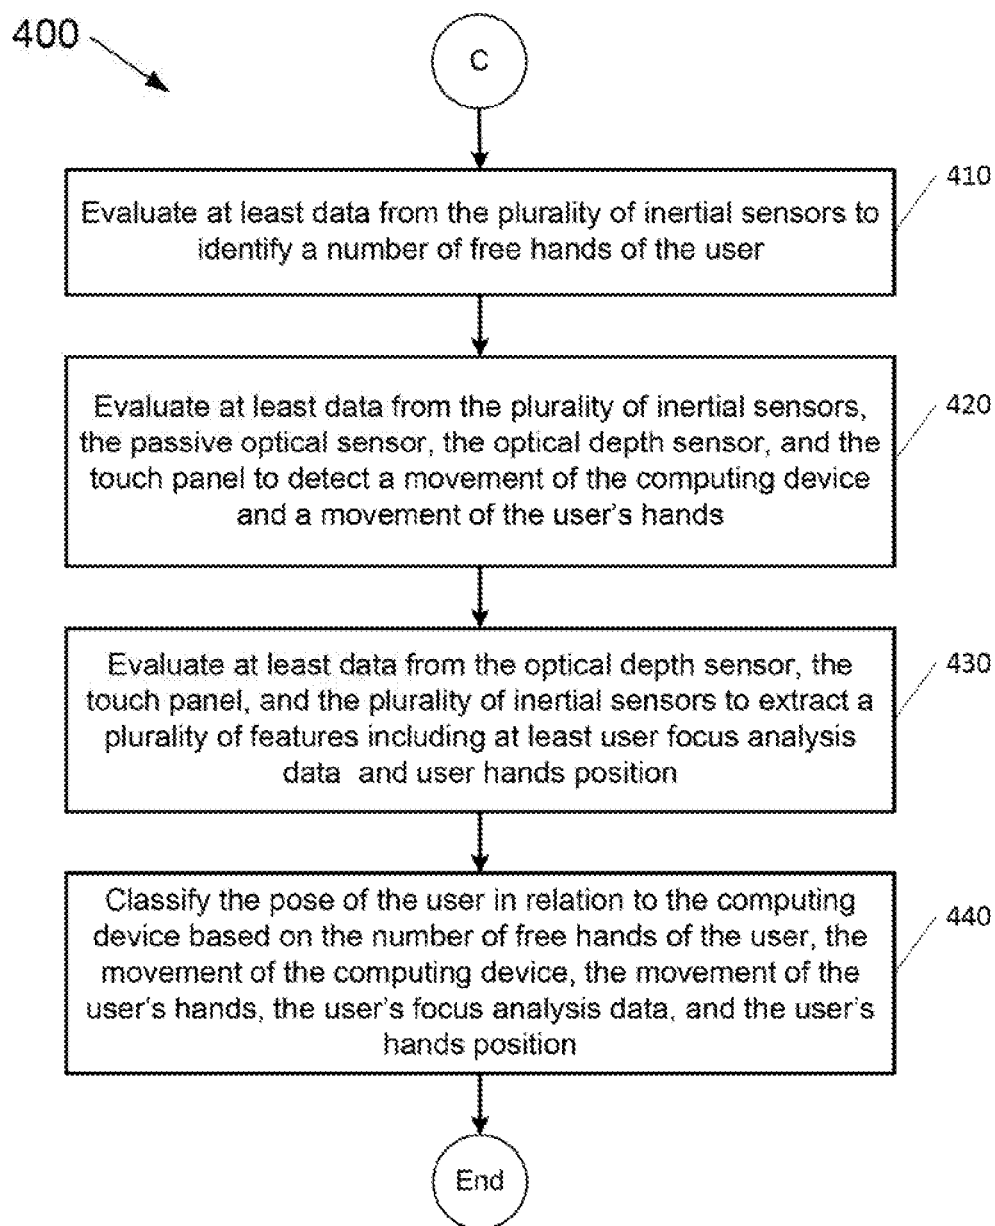 400
C
410
Evaluate at least data from the plurality of inertial sensors to
identify a number of free hands of the user
420
Evaluate at least data from the plurality of inertial sensors,
the passive optical sensor, the optical depth sensor, and the
touch panel to detect a movement of the computing device
and a movement of the user's hands
430
Evaluate at least data from the optical depth sensor, the
touch panel, and the plurality of inertial sensors to extract a
plurality of features including at least user focus analysis
data and user hands position
440
Classify the pose of the user in relation to the computing
device based on the number of free hands of the user, the
movement of the computing device, the movement of the
user's hands, the user's focus analysis data, and the user's
hands position
End